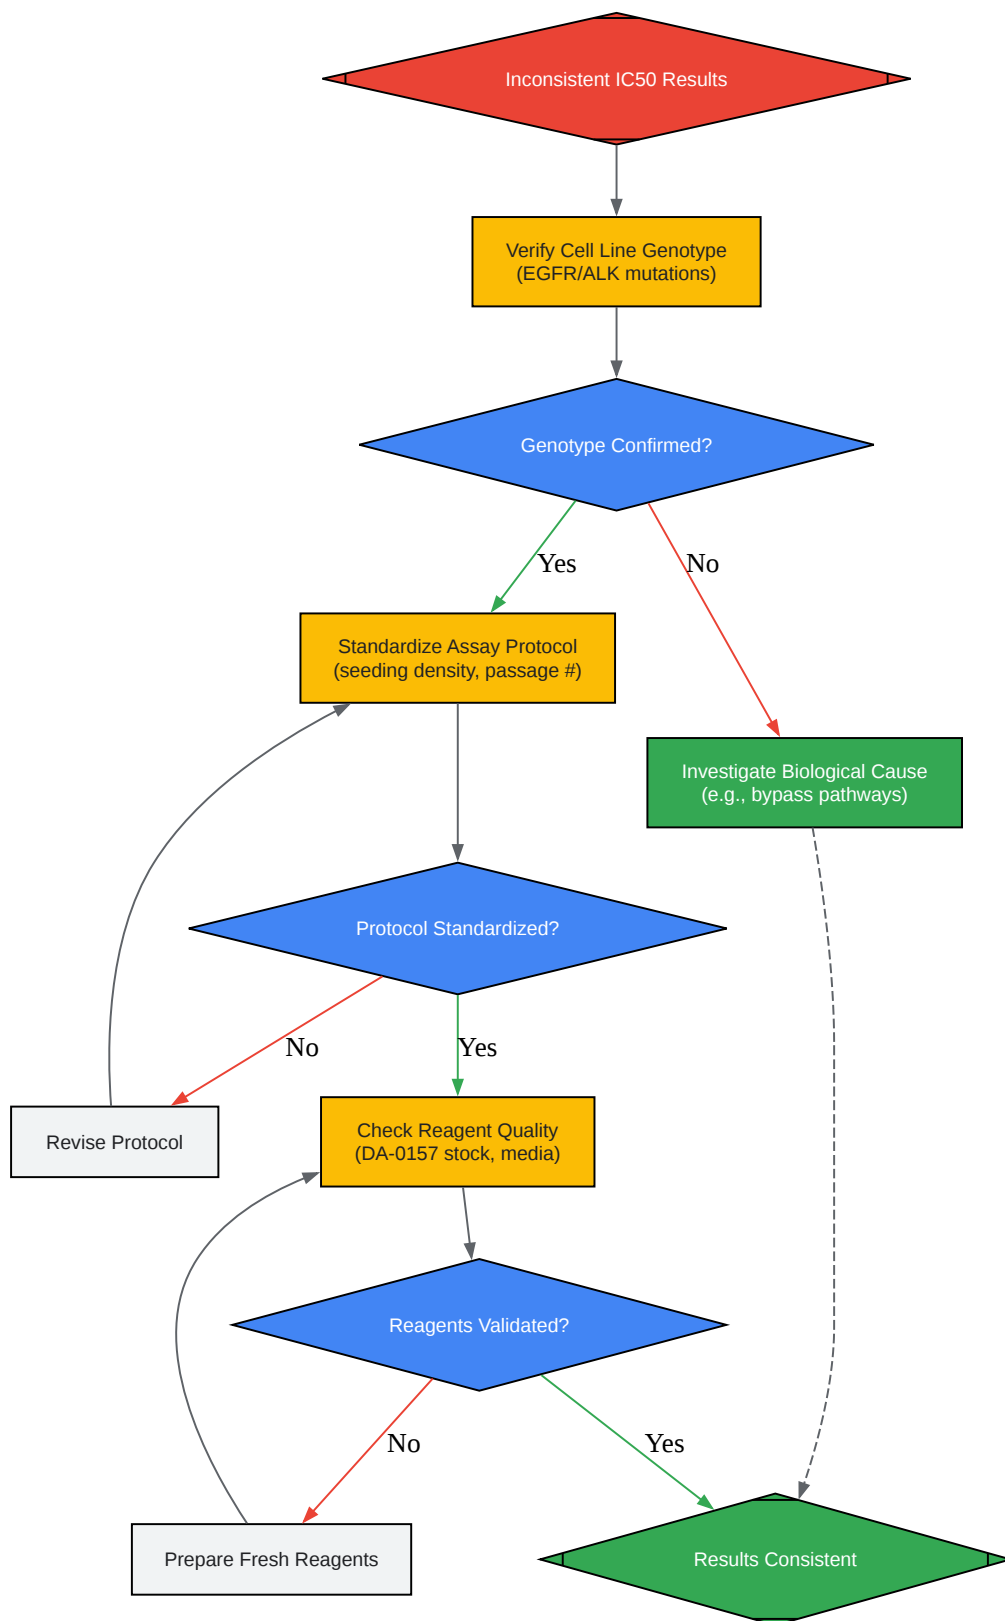 Inconsistent IC50 Results
Verify Cell Line Genotype
(EGFR/ALK mutations)
Genotype Confirmed?
Yes
No
Standardize Assay Protocol
(seeding density, passage #)
Investigate Biological Cause
(e.g., bypass pathways)
Protocol Standardized?
No
Yes
Revise Protocol
Check Reagent Quality
(DA-0157 stock, media)
Reagents Validated?
No
Yes
Prepare Fresh Reagents
Results Consistent